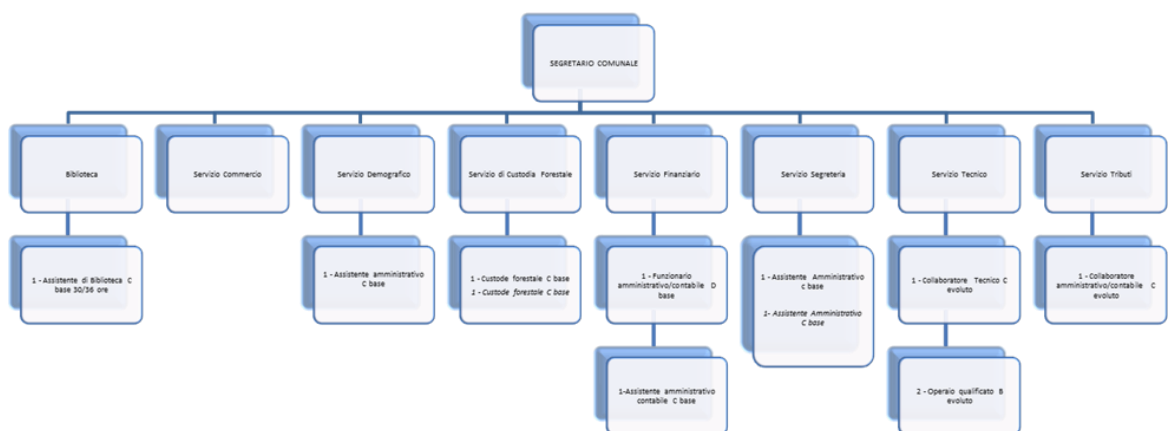 SEGRETARIO COMUNALE
Biblioteca
Servizio Commercio
Servizio Demografico
Servizio di Custodia Forestale
Servizio Finanziario
Servizio Segreteria
Servizio Tecnico
Servizio Tributi
1 - Assistente di Biblioteca C
base 30/36 ore
1 - Assistente amministrativo
C base
1 - Custode forestale C base
1 - Custode forestale C base
1 - Funzionario
amministrativo/contabile D
base
1 - Assistente Amministrativo
c base
1- Assistente Amministrativo
C base
1 - Collaboratore Tecnico C
evoluto
1 - Collaboratore
amministrativo/contabile C
evoluto
1-Assistente amministrativo
contabile C base
2 - Operaio qualificato B
evoluto